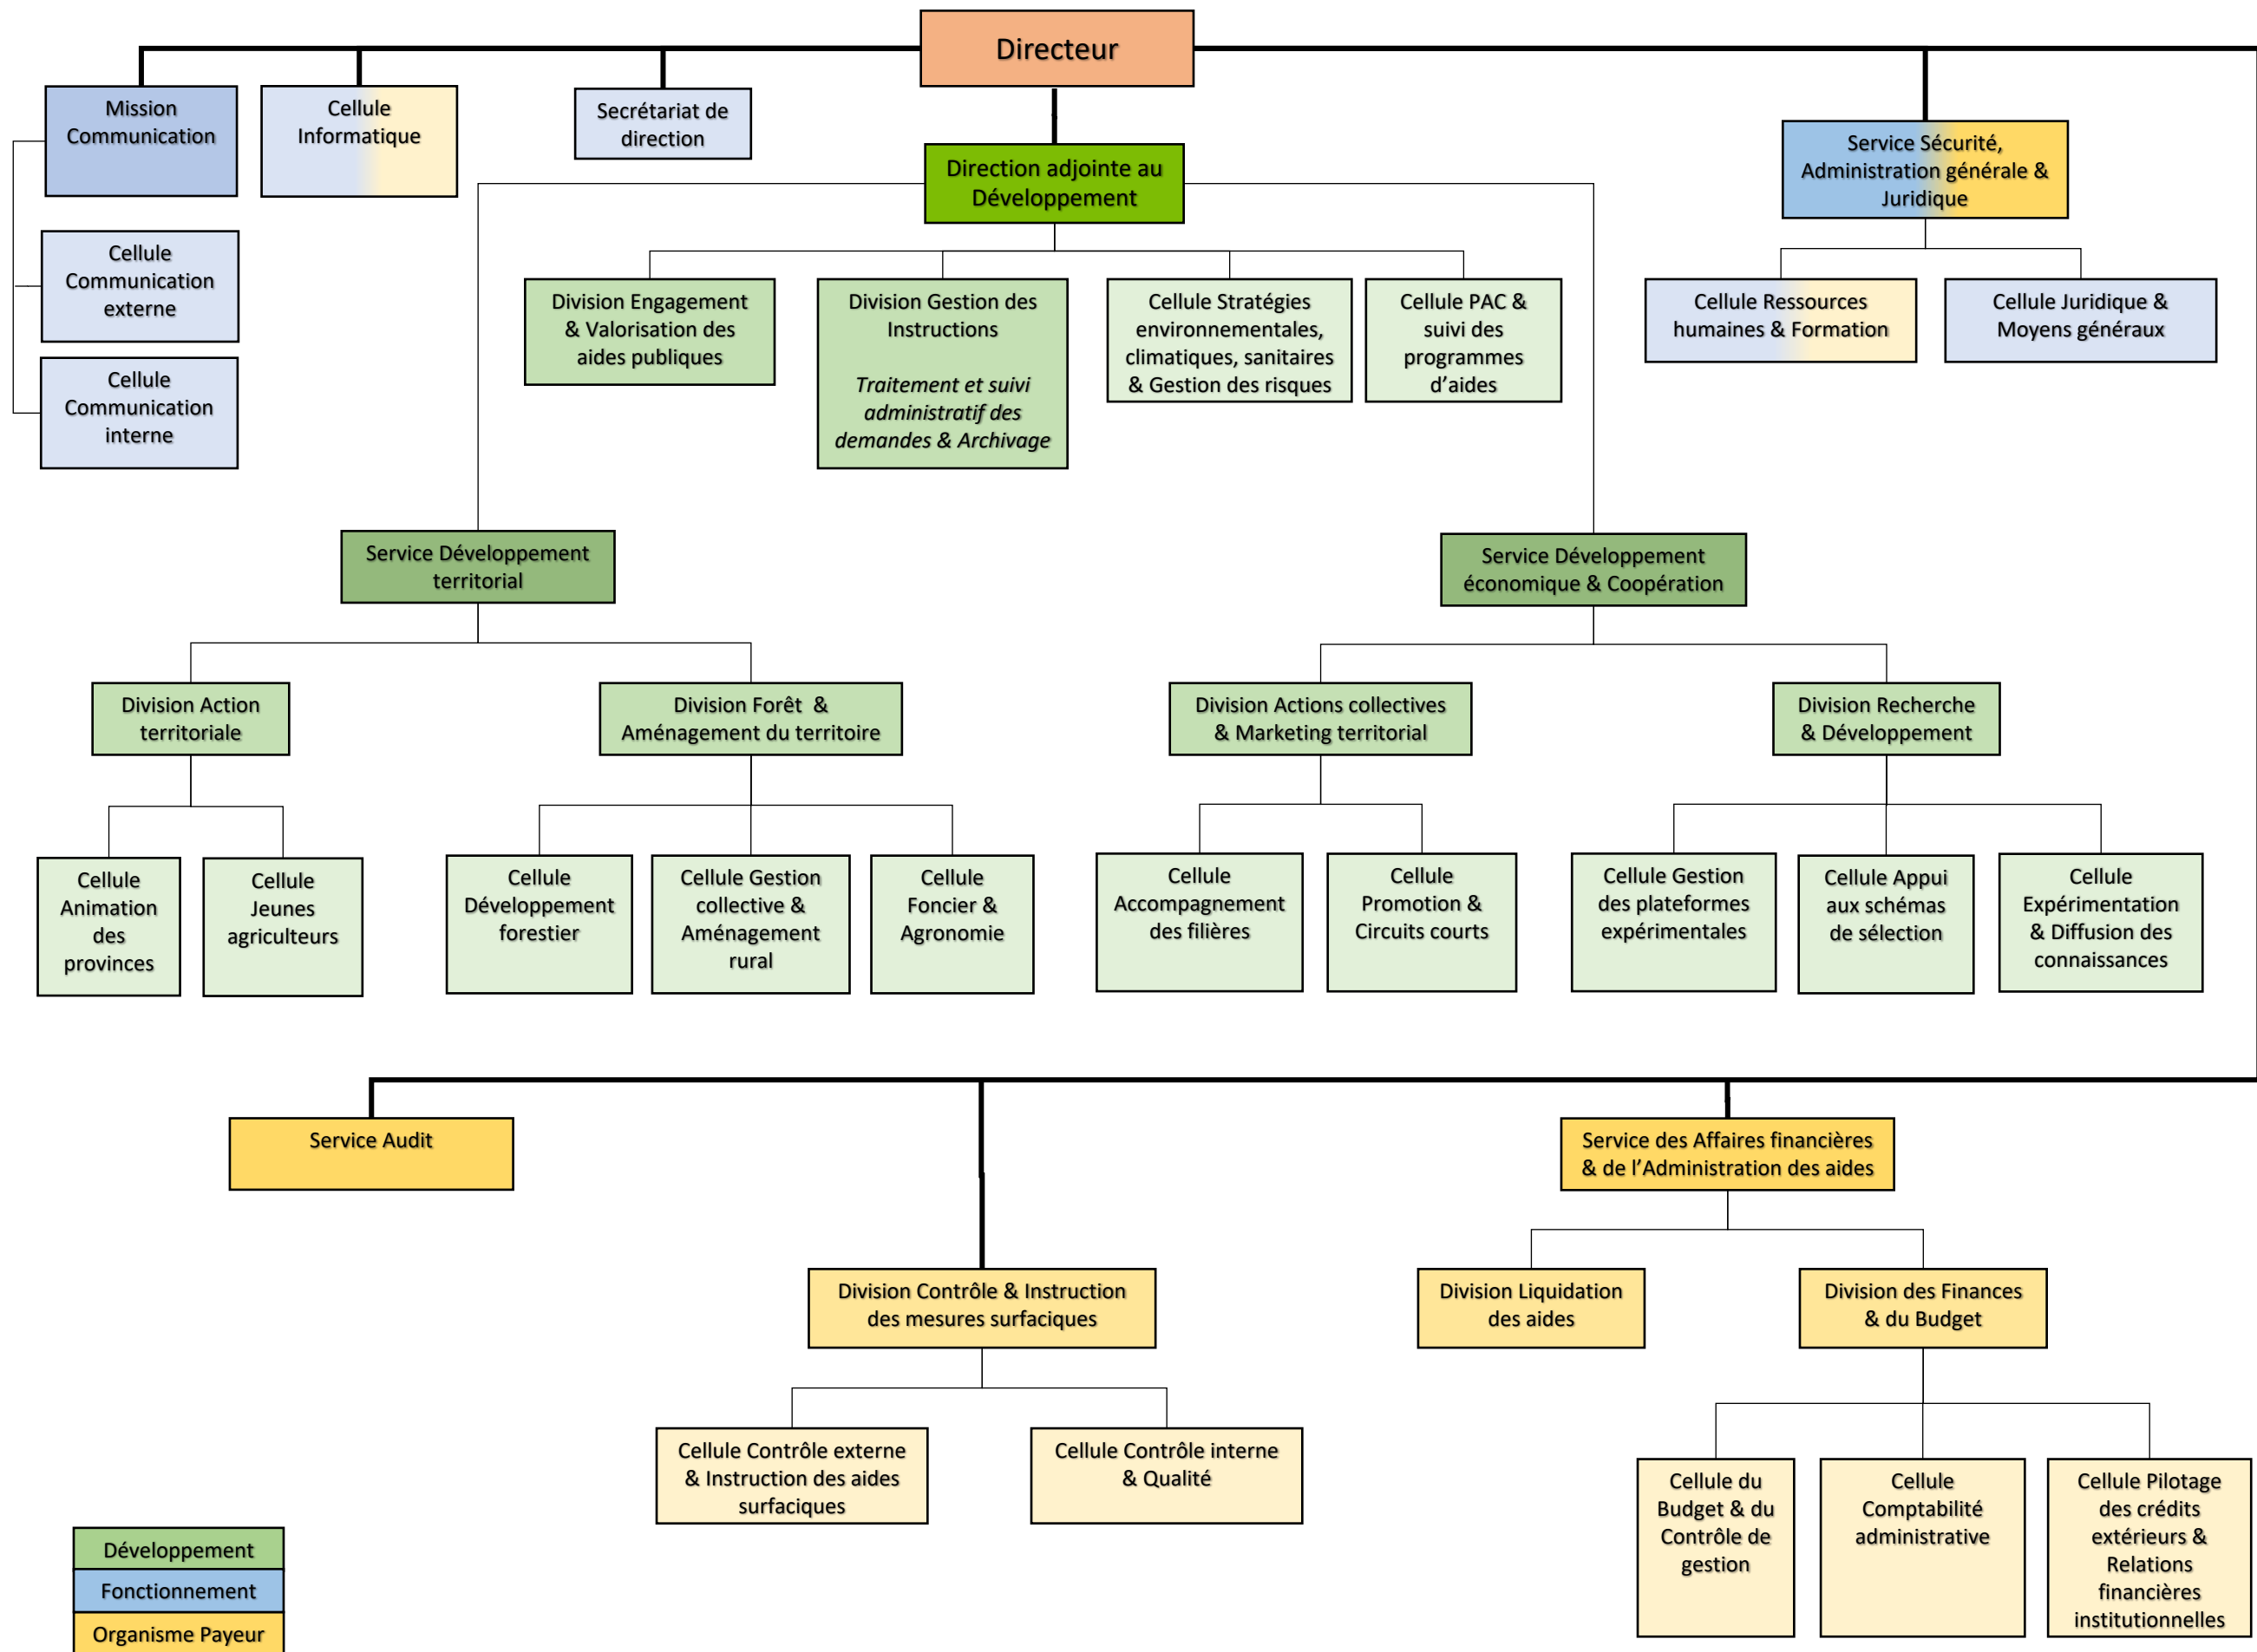 Directeur
Mission
Communication
Cellule
Informatique
Secrétariat de
direction
Direction adjointe au
Développement
Service Sécurité,
Administration générale &
Juridique
Cellule
Communication
externe
Cellule
Communication
interne
Division Engagement
& Valorisation des
aides publiques
Division Gestion des
Instructions
Traitement et suivi
administratif des
demandes & Archivage
Cellule Stratégies
environnementales,
climatiques, sanitaires
& Gestion des risques
Cellule PAC &
suivi des
programmes
d’aides
Cellule Ressources
humaines & Formation
Cellule Juridique &
Moyens généraux
Service Développement
territorial
Service Développement
économique & Coopération
Division Action
territoriale
Division Forêt &
Aménagement du territoire
Division Actions collectives
& Marketing territorial
Division Recherche
& Développement
Cellule
Animation
des
provinces
Cellule
Jeunes
agriculteurs
Cellule
Développement
forestier
Cellule Gestion
collective &
Aménagement
rural
Cellule
Foncier &
Agronomie
Cellule
Accompagnement
des filières
Cellule
Promotion &
Circuits courts
Cellule Gestion
des plateformes
expérimentales
Cellule Appui
aux schémas
de sélection
Cellule
Expérimentation
& Diffusion des
connaissances
Service Audit
Service des Affaires financières
& de l’Administration des aides
Division Contrôle & Instruction
des mesures surfaciques
Division Liquidation
des aides
Division des Finances
& du Budget
Cellule Contrôle externe
& Instruction des aides
surfaciques
Cellule Contrôle interne
& Qualité
Cellule du
Budget & du
Contrôle de
gestion
Cellule
Comptabilité
administrative
Cellule Pilotage
des crédits
extérieurs &
Relations
financières
institutionnelles
Développement
Fonctionnement
Organisme Payeur